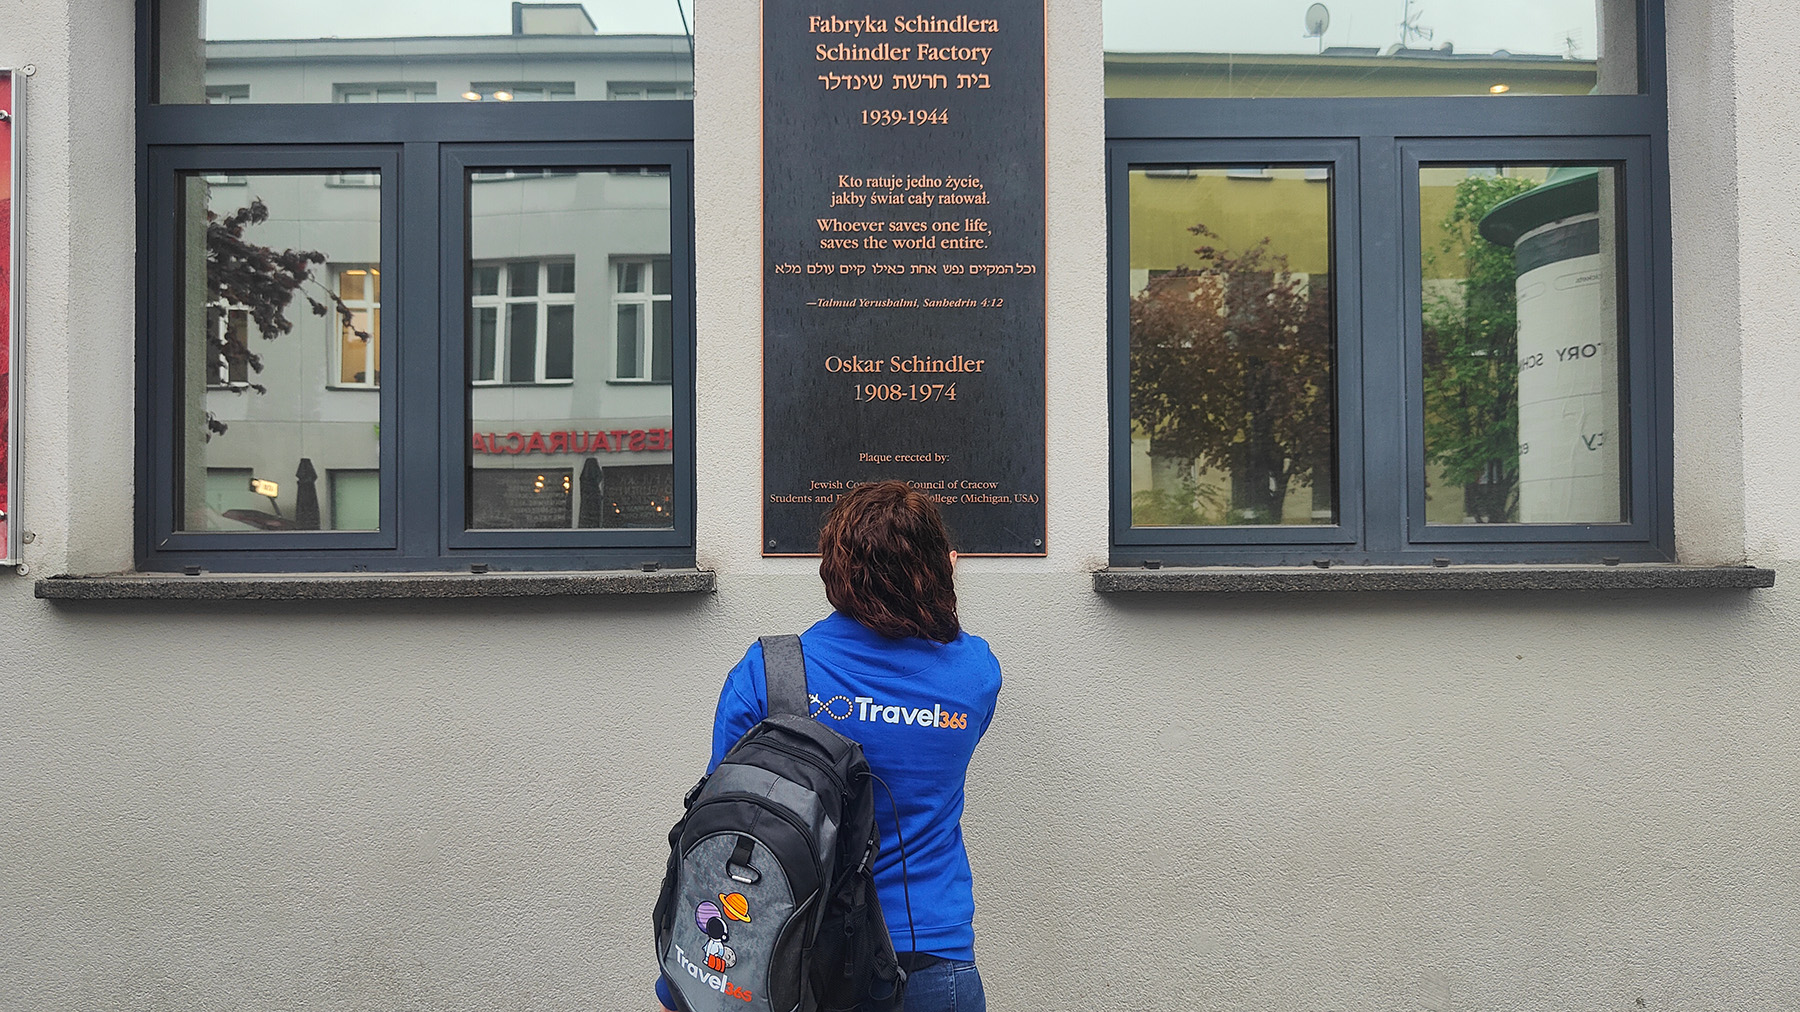 Fabryka Schindlera
Schindler Factory
בית חרשת שינדלר
1939-1944
Kto ratuje jedno życie,
jakby świat cały ratował.
Whoever saves one life,
saves the world entire.
וכל המקיים נפש אחת כאילו קיים עולם מלא
—Talmud Yerushalmi, Sanhedrin 4:12
Oskar Schindler
1908-1974
Plaque erected by:
Jewish Council of Cracow
Students and College (Michigan, USA)
RESTAURACJA
TORY SCH
Travel365
Travel365